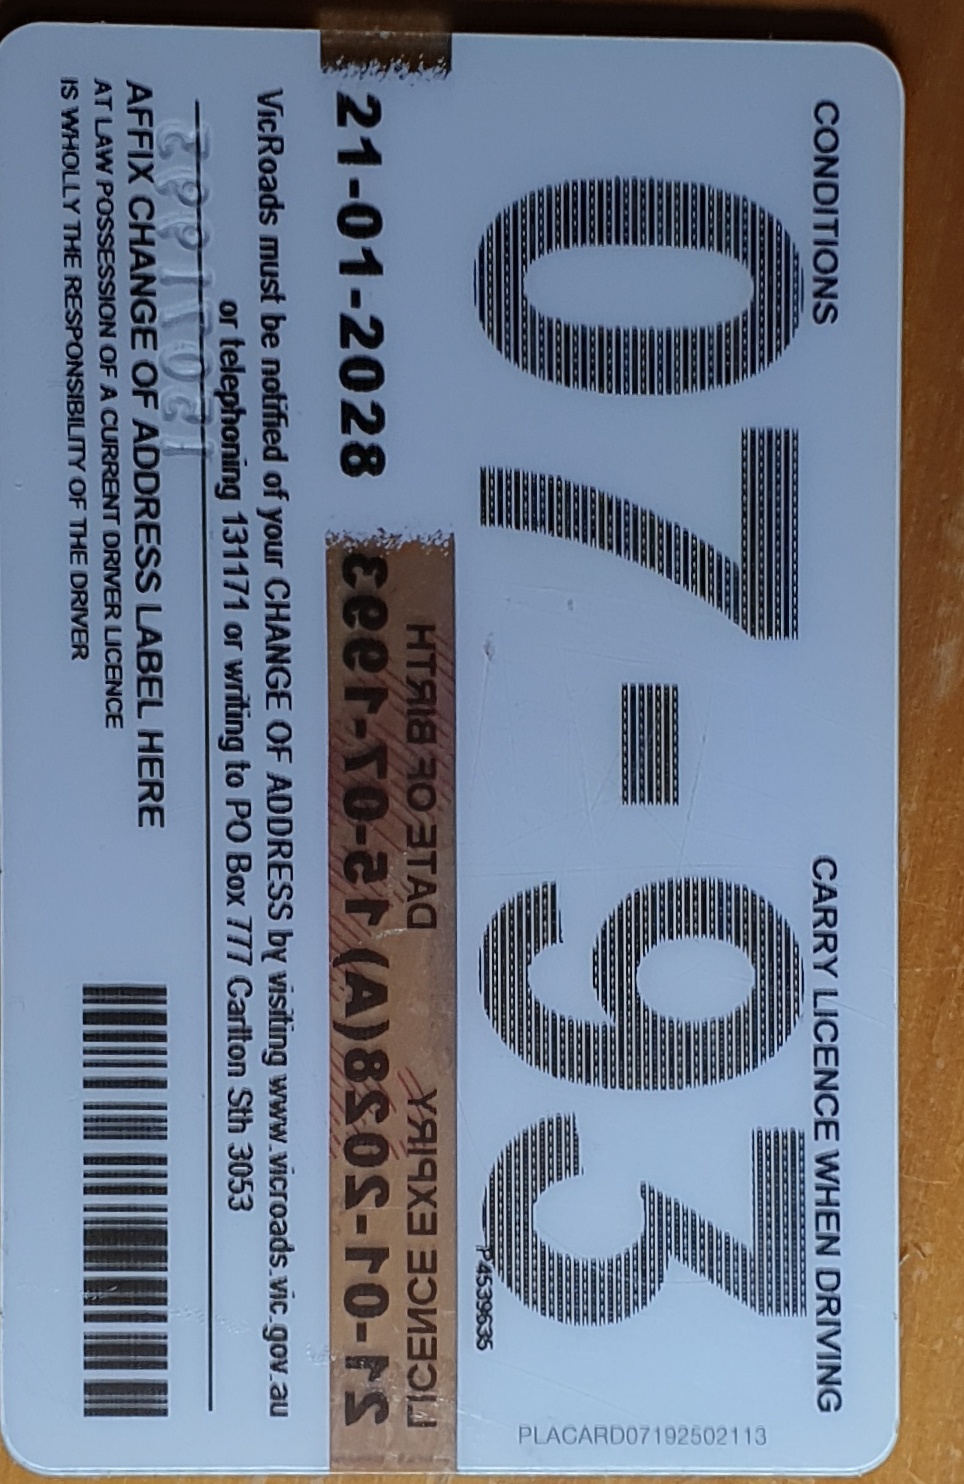 CONDITIONS CARRY LICENCE WHEN DRIVING
07-93
P4539635
PLACARD07192502113
DATE OF BIRTH LICENCE EXPIRY
21-01-2028 15-07-1993 21-01-2028(A)
VicRoads must be notified of your CHANGE OF ADDRESS by visiting www.vicroads.vic.gov.au
or telephoning 131171 or writing to PO Box 777 Carlton Sth 3053
AFFIX CHANGE OF ADDRESS LABEL HERE
AT LAW POSSESSION OF A CURRENT DRIVER LICENCE
IS WHOLLY THE RESPONSIBILITY OF THE DRIVER